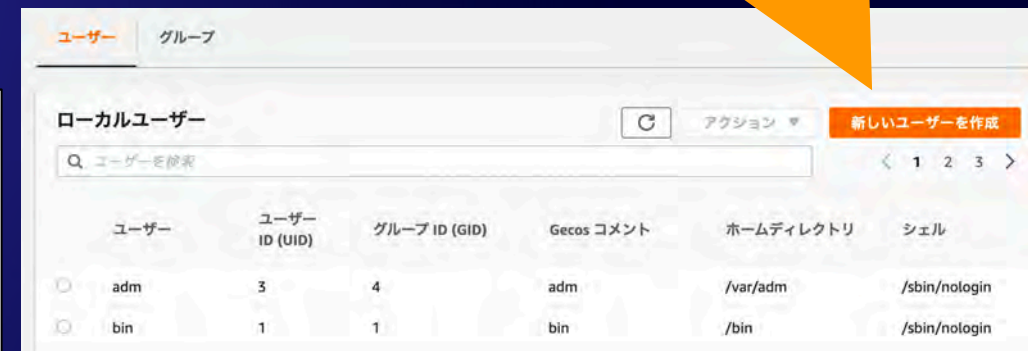 ユーザー グループ
ローカルユーザー アクション 新しいユーザーを作成
ユーザーを検索 1 2 3
ユーザー ユーザー ID (UID) グループ ID (GID) Gecos コメント ホームディレクトリ シェル
adm 3 4 adm /var/adm /sbin/nologin
bin 1 1 bin /bin /sbin/nologin